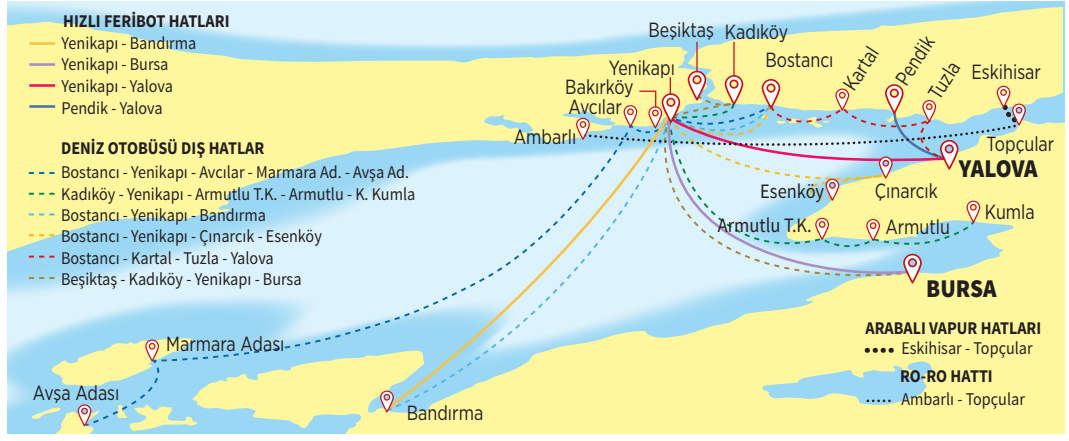 HIZLI FERİBOT HATLARI
Yenikapı - Bandırma
Yenikapı - Bursa
Yenikapı - Yalova
Pendik - Yalova
DENİZ OTOBÜSÜ DIŞ HATLAR
Bostancı - Yenikapı - Avcılar - Marmara Ad. - Avşa Ad.
Kadıköy - Yenikapı - Armutlu T.K. - Armutlu - K. Kumla
Bostancı - Yenikapı - Bandırma
Bostancı - Yenikapı - Çınarcık - Esenköy
Bostancı - Kartal - Tuzla - Yalova
Beşiktaş - Kadıköy - Yenikapı - Bursa
Beşiktaş
Kadıköy
Yenikapı
Bostancı
Bakırköy
Avcılar
Ambarlı
Kartal
Pendik
Tuzla
Eskihisar
Topçular
YALOVA
Esenköy
Çınarcık
Armutlu T.K.
Armutlu
Kumla
BURSA
Marmara Adası
Avşa Adası
Bandırma
ARABALI VAPUR HATLARI
Eskihisar - Topçular
RO-RO HATTI
Ambarlı - Topçular